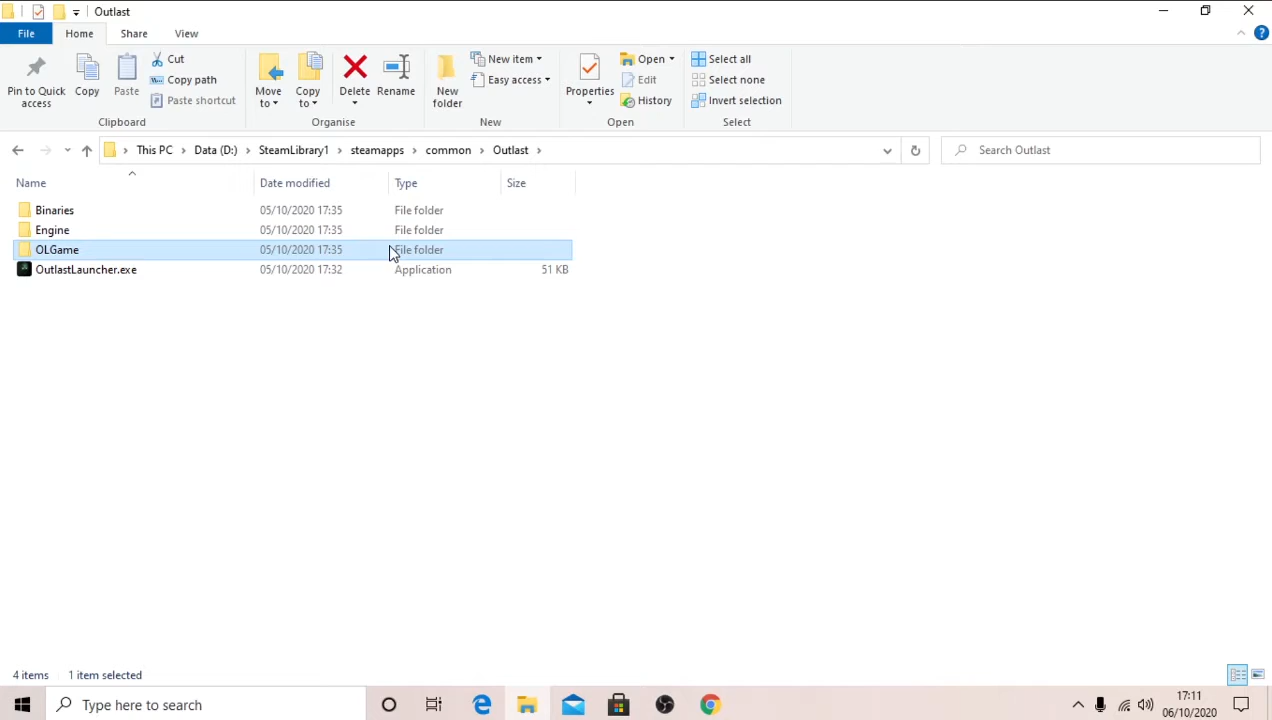 Outlast
File Home Share View
Pin to Quick access
Copy
Paste
Cut
Copy path
Paste shortcut
Clipboard
Move to
Copy to
Delete
Rename
Organise
New folder
New item
Easy access
New
Properties
Open
Edit
History
Open
Select all
Select none
Invert selection
Select
This PC > Data (D:) > SteamLibrary1 > steamapps > common > Outlast >
Search Outlast
Name Date modified Type Size
Binaries 05/10/2020 17:35 File folder
Engine 05/10/2020 17:35 File folder
OLGame 05/10/2020 17:35 File folder
OutlastLauncher.exe 05/10/2020 17:32 Application 51 KB
4 items 1 item selected
Type here to search
17:11
06/10/2020